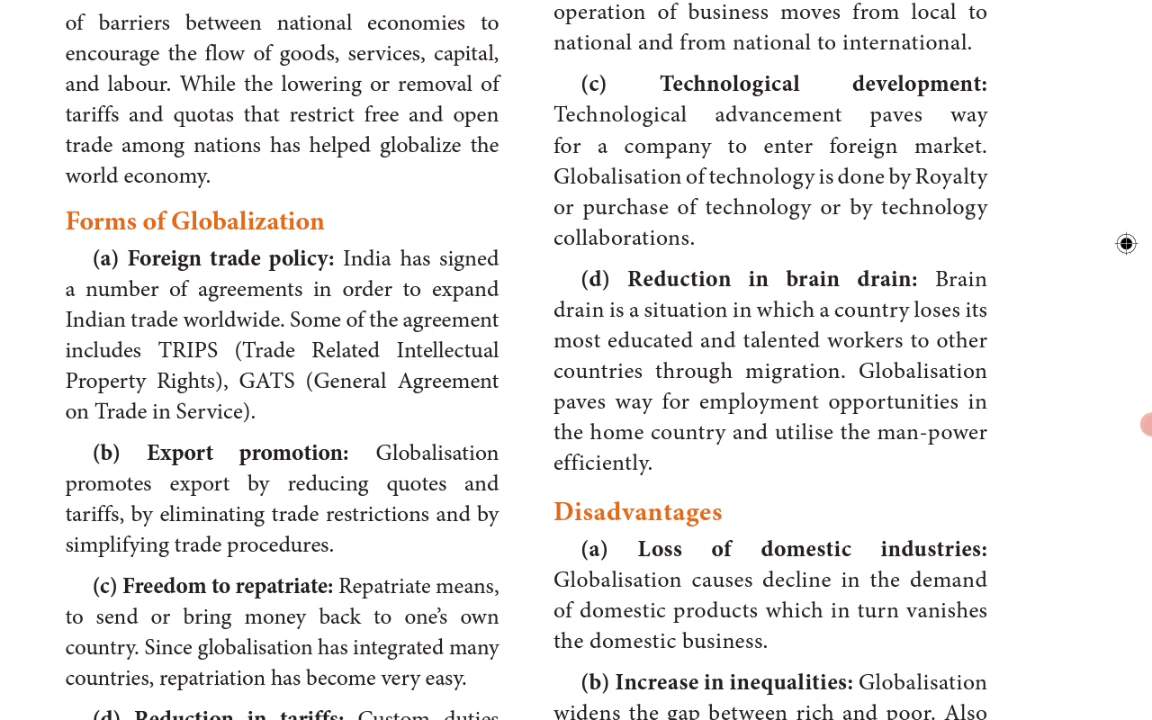 of barriers between national economies to
encourage the flow of goods, services, capital,
and labour. While the lowering or removal of
tariffs and quotas that restrict free and open
trade among nations has helped globalize the
world economy.
Forms of Globalization
(a) Foreign trade policy: India has signed
a number of agreements in order to expand
Indian trade worldwide. Some of the agreement
includes TRIPS (Trade Related Intellectual
Property Rights), GATS (General Agreement
on Trade in Service).
(b) Export promotion: Globalisation
promotes export by reducing quotes and
tariffs, by eliminating trade restrictions and by
simplifying trade procedures.
(c) Freedom to repatriate: Repatriate means,
to send or bring money back to one's own
country. Since globalisation has integrated many
countries, repatriation has become very easy.
(d) Reduction in tariffs: Custom duties
operation of business moves from local to
national and from national to international.
(c) Technological development:
Technological advancement paves way
for a company to enter foreign market.
Globalisation of technology is done by Royalty
or purchase of technology or by technology
collaborations.
(d) Reduction in brain drain: Brain
drain is a situation in which a country loses its
most educated and talented workers to other
countries through migration. Globalisation
paves way for employment opportunities in
the home country and utilise the man-power
efficiently.
Disadvantages
(a) Loss of domestic industries:
Globalisation causes decline in the demand
of domestic products which in turn vanishes
the domestic business.
(b) Increase in inequalities: Globalisation
widens the gap between rich and poor. Also